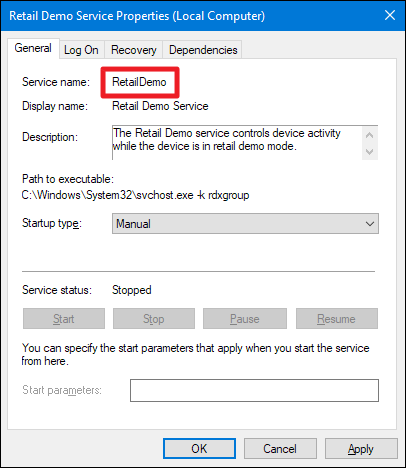 Retail Demo Service Properties (Local Computer)
General Log On Recovery Dependencies
Service name: RetailDemo
Display name: Retail Demo Service
Description: The Retail Demo service controls device activity
while the device is in retail demo mode.
Path to executable:
C:\Windows\System32\svchost.exe -k rdxgroup
Startup type: Manual
Service status: Stopped
Start Stop Pause Resume
You can specify the start parameters that apply when you start the service
from here.
Start parameters:
OK Cancel Apply